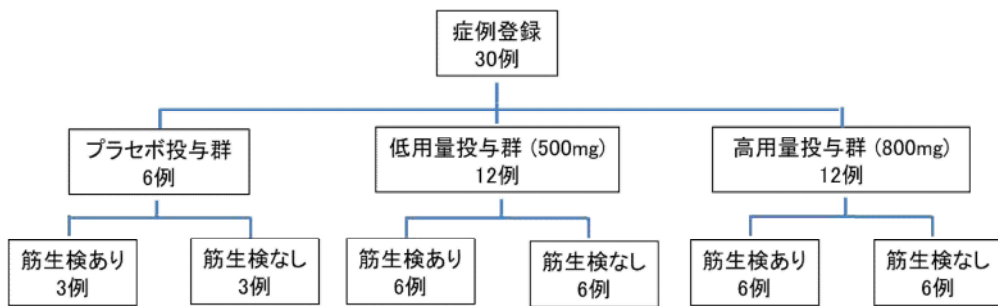 症例登録
30例
プラセボ投与群
6例
低用量投与群 (500mg)
12例
高用量投与群 (800mg)
12例
筋生検あり
3例
筋生検なし
3例
筋生検あり
6例
筋生検なし
6例
筋生検あり
6例
筋生検なし
6例